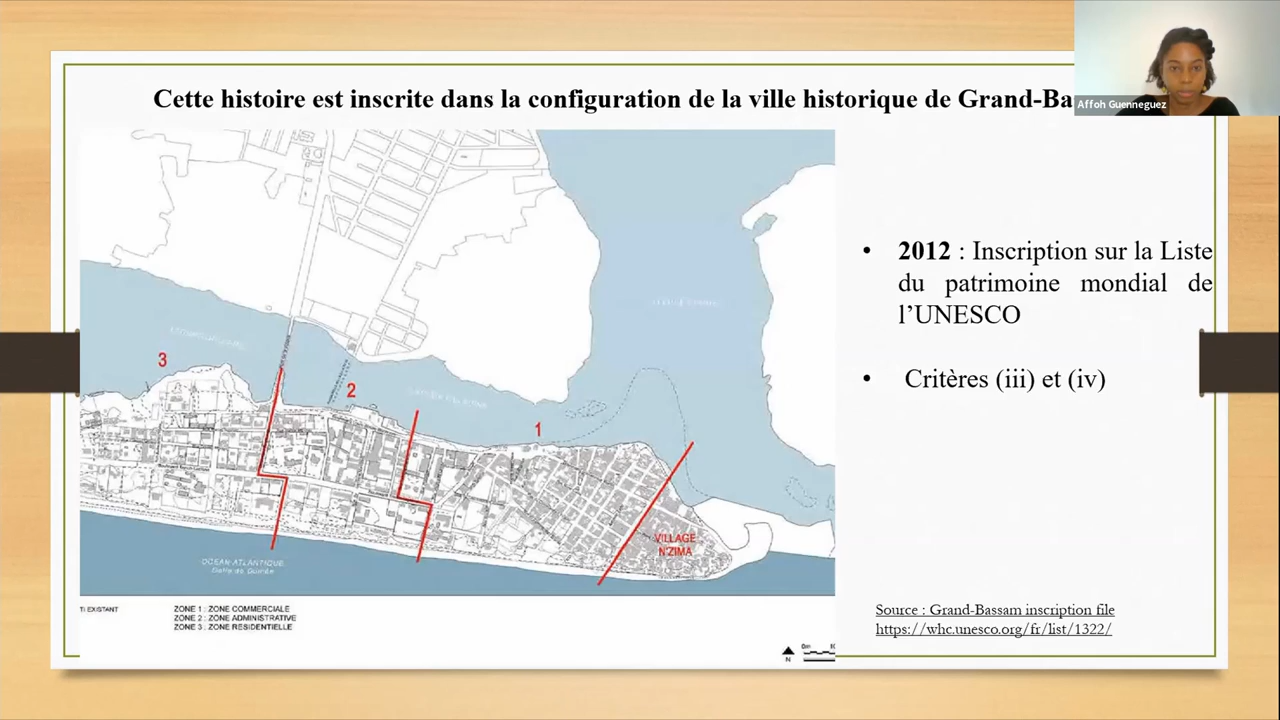 Cette histoire est inscrite dans la configuration de la ville historique de Grand-Ba
Affoh Guenneguez
3
2
1
VILLAGE
N'ZIMA
OCEAN ATLANTIQUE
Golfe de Guinée
TI EXISTANT
ZONE 1 : ZONE COMMERCIALE
ZONE 2 : ZONE ADMINISTRATIVE
ZONE 3 : ZONE RESIDENTIELLE
N
0m
• 2012 : Inscription sur la Liste
du patrimoine mondial de
l’UNESCO
• Critères (iii) et (iv)
Source : Grand-Bassam inscription file
https://whc.unesco.org/fr/list/1322/